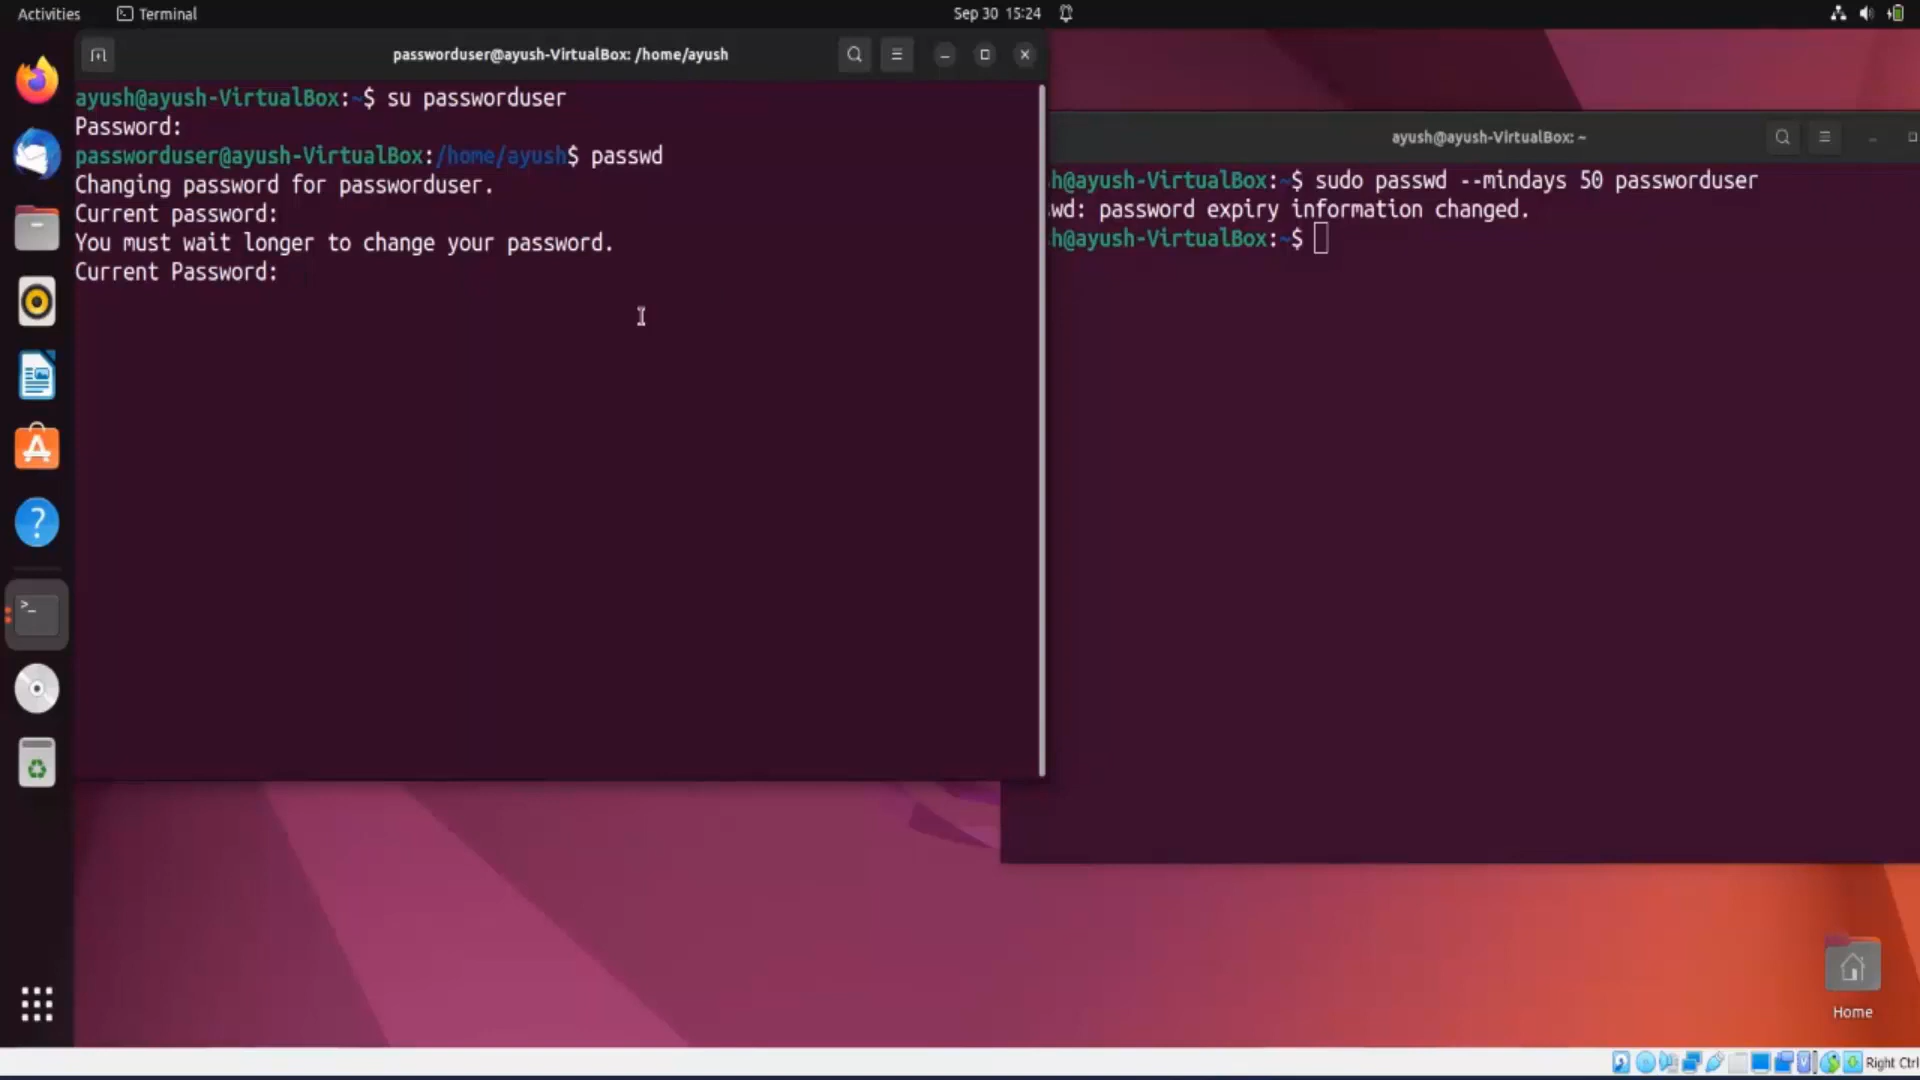 Activities
Terminal
Sep 30 15:24
passworduser@ayush-VirtualBox: /home/ayush
ayush@ayush-VirtualBox:~$ su passworduser
Password:
passworduser@ayush-VirtualBox:/home/ayush$ passwd
Changing password for passworduser.
Current password:
You must wait longer to change your password.
Current Password:
ayush@ayush-VirtualBox: ~
h@ayush-VirtualBox:~$ sudo passwd --mindays 50 passworduser
wd: password expiry information changed.
h@ayush-VirtualBox:~$
Home
Right Ctrl